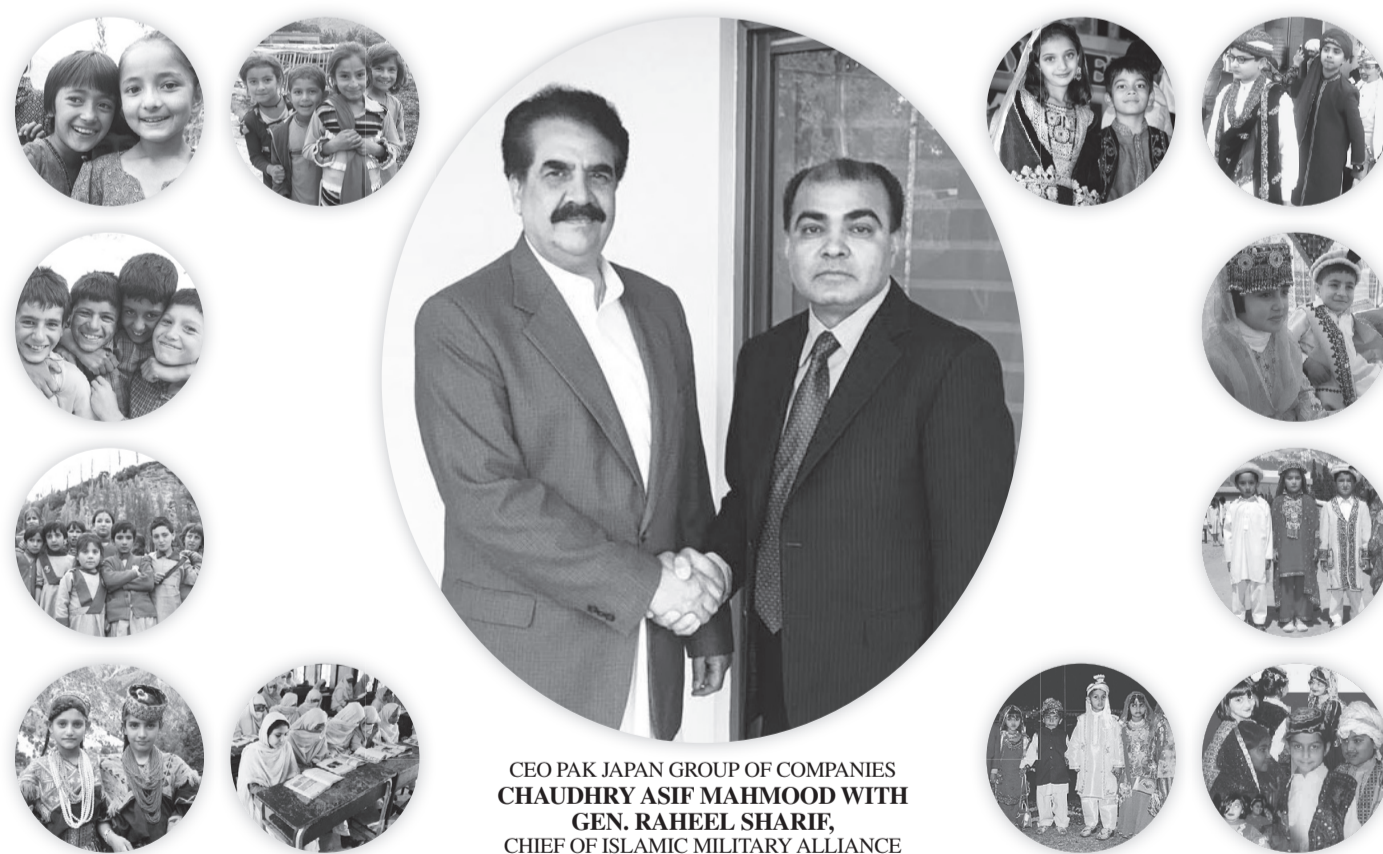 CEO PAK JAPAN GROUP OF COMPANIES
CHAUDHRY ASIF MAHMOOD WITH
GEN. RAHEEL SHARIF,
CHIEF OF ISLAMIC MILITARY ALLIANCE